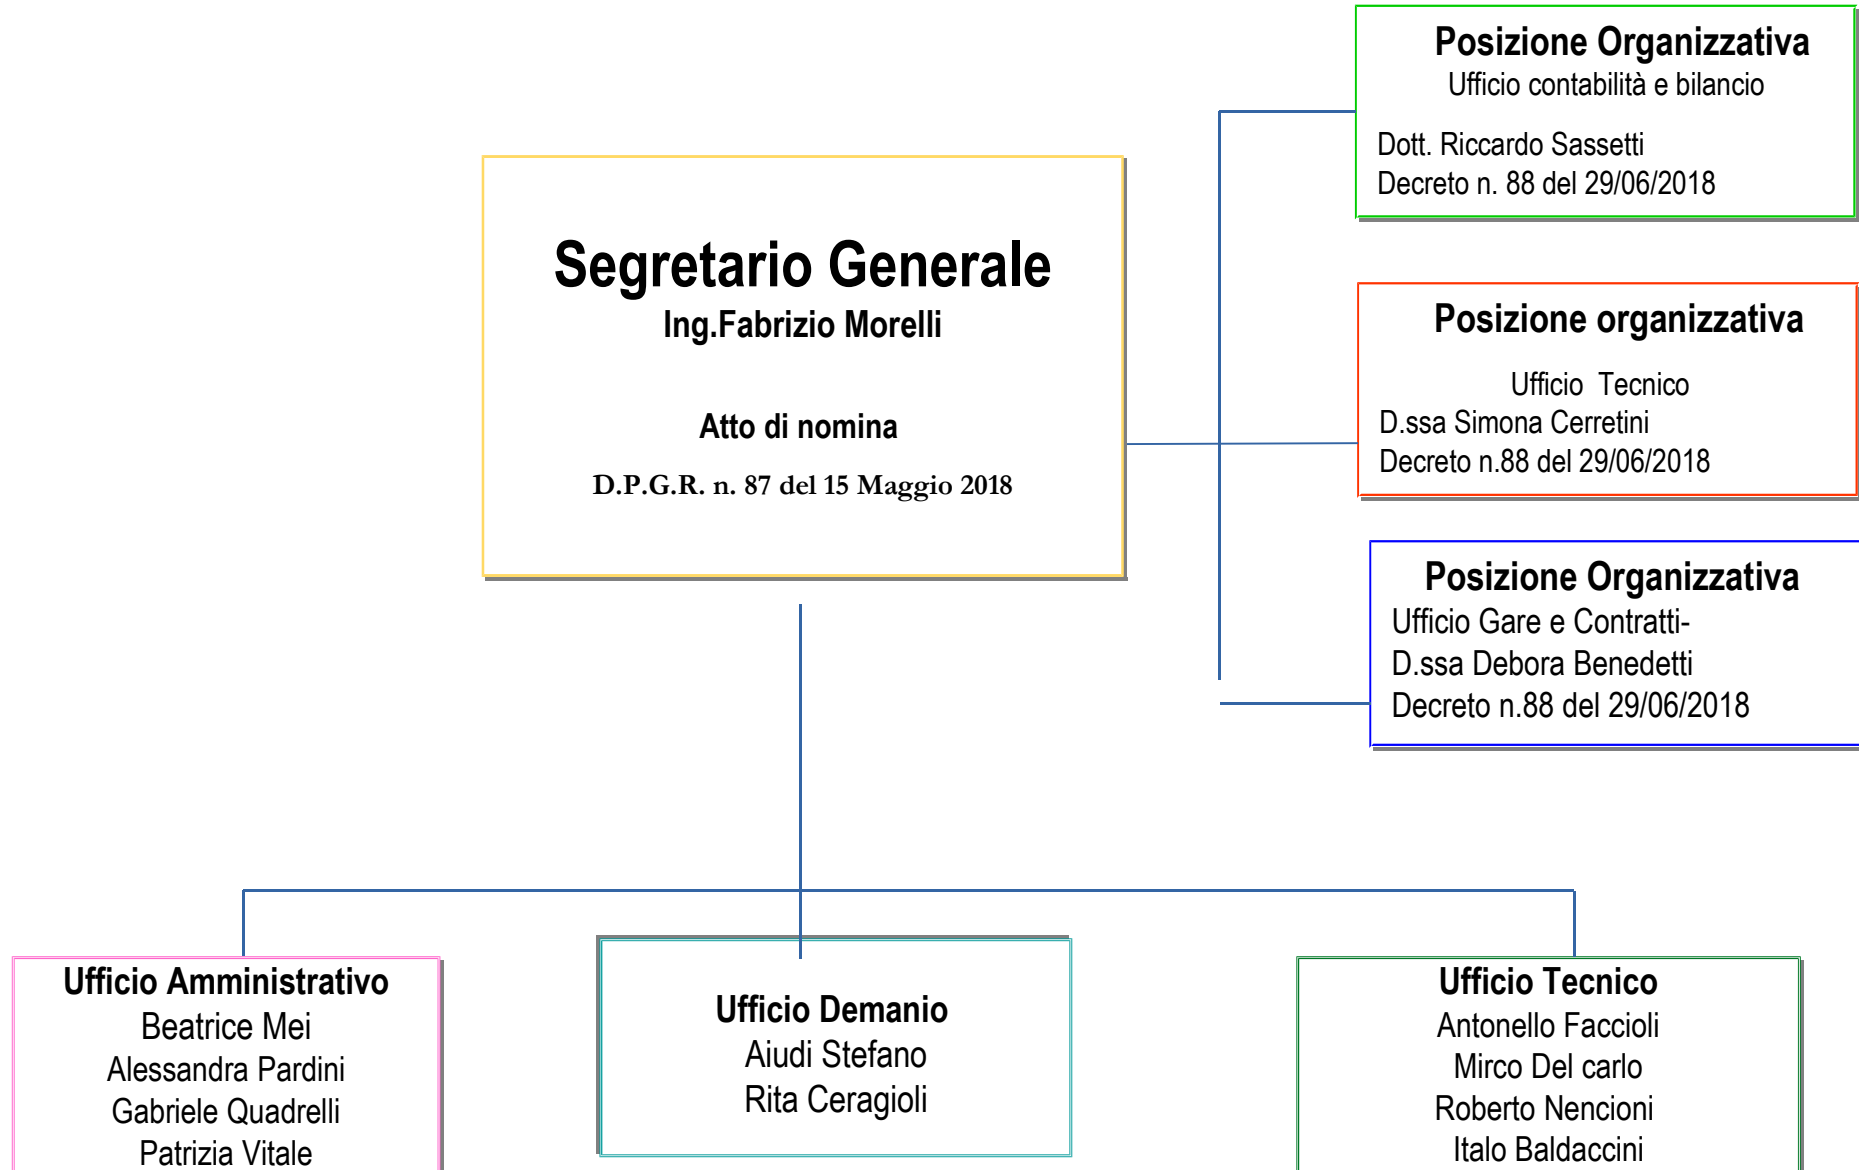 Posizione Organizzativa
Ufficio contabilità e bilancio
Dott. Riccardo Sassetti
Decreto n. 88 del 29/06/2018
Segretario Generale
Ing.Fabrizio Morelli
Atto di nomina
D.P.G.R. n. 87 del 15 Maggio 2018
Posizione organizzativa
Ufficio Tecnico
D.ssa Simona Cerretini
Decreto n.88 del 29/06/2018
Posizione Organizzativa
Ufficio Gare e Contratti-
D.ssa Debora Benedetti
Decreto n.88 del 29/06/2018
Ufficio Amministrativo
Beatrice Mei
Alessandra Pardini
Gabriele Quadrelli
Patrizia Vitale
Ufficio Demanio
Aiudi Stefano
Rita Ceragioli
Ufficio Tecnico
Antonello Faccioli
Mirco Del carlo
Roberto Nencioni
Italo Baldaccini